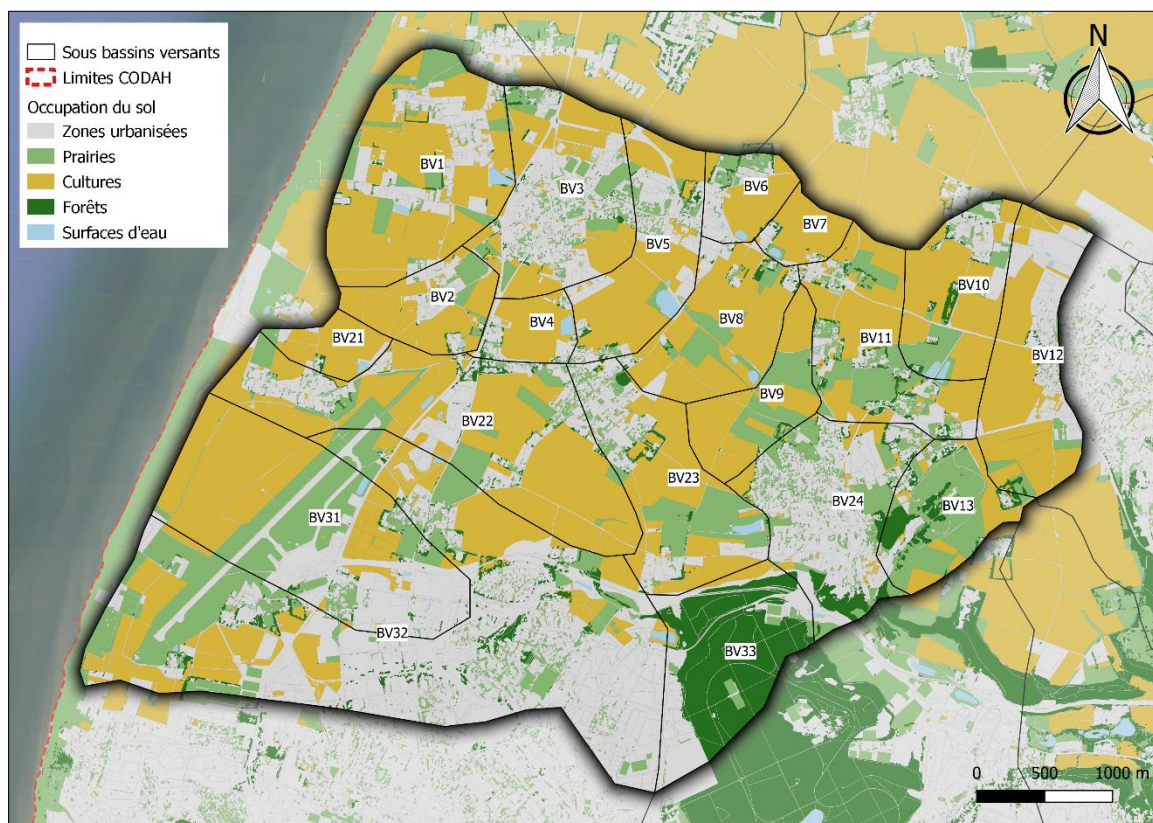 Sous bassins versants
Limites CODAH
Occupation du sol
Zones urbanisées
Prairies
Cultures
Forêts
Surfaces d'eau
N
BV1
BV3
BV6
BV7
BV5
BV10
BV2
BV4
BV8
BV21
BV11
BV12
BV9
BV22
BV23
BV24
BV13
BV31
BV32
BV33
0 500 1000 m